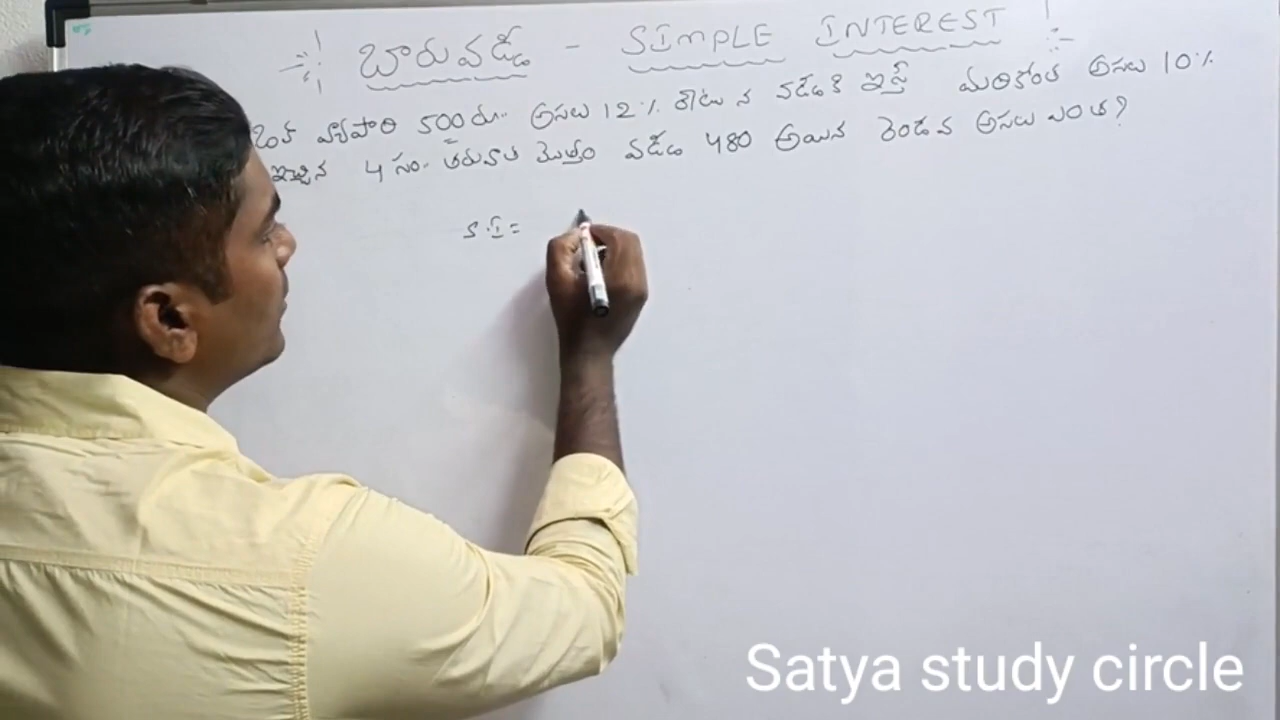 బారువడ్డీ - SIMPLE INTEREST
ఒక వ్యాపారి 500రూ.. అసలు 12% రేటు న వడ్డీకి ఇస్తే మరికొంత అసలు 10%
ఇచ్చిన 4 సం. తరువాత మొత్తం వడ్డీ 480 అయిన రెండవ అసలు ఎంత?
S.I =
Satya study circle